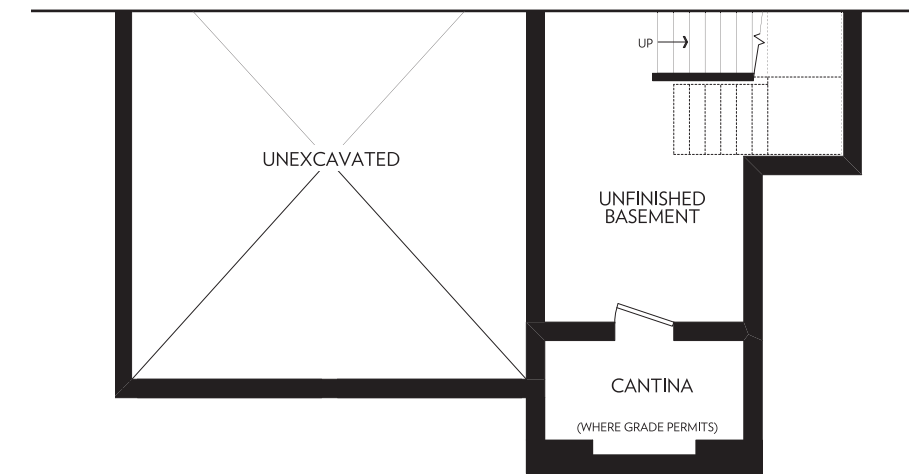 UP
UNEXCAVATED
UNFINISHED
BASEMENT
CANTINA
(WHERE GRADE PERMITS)